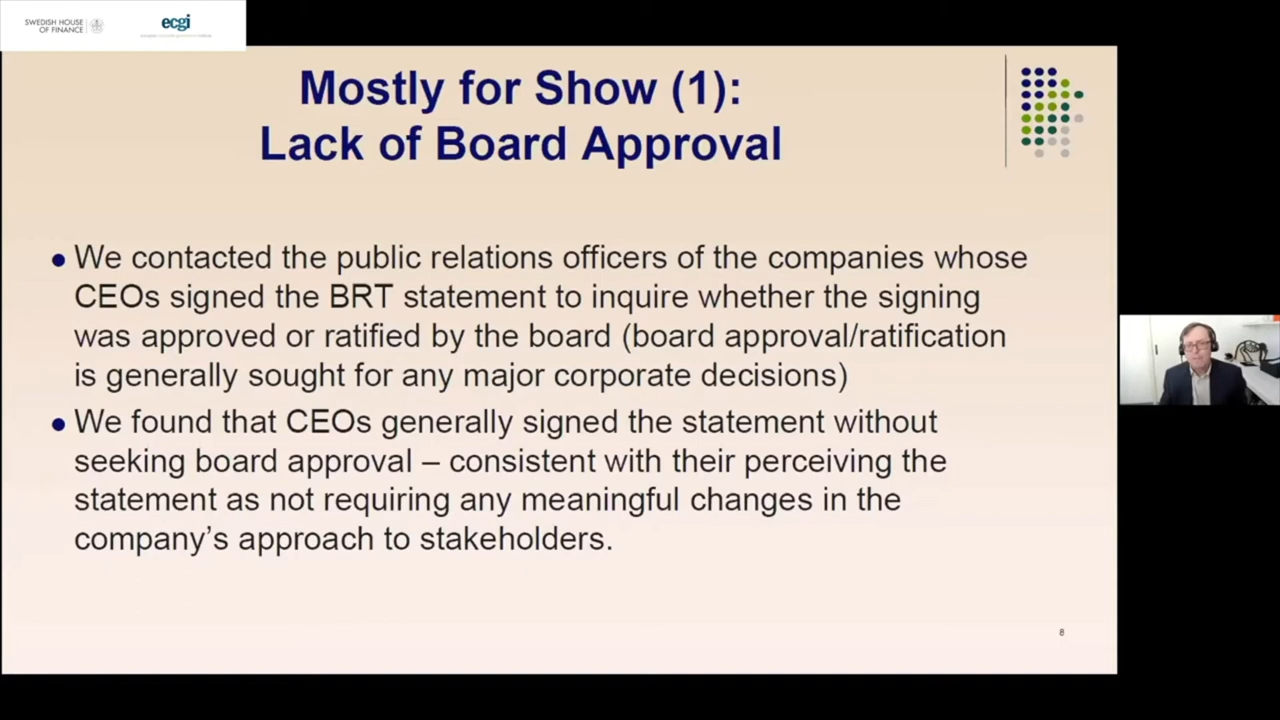 SWEDISH HOUSE
OF FINANCE
ecgi
Mostly for Show (1):
Lack of Board Approval
● We contacted the public relations officers of the companies whose
CEOs signed the BRT statement to inquire whether the signing
was approved or ratified by the board (board approval/ratification
is generally sought for any major corporate decisions)
● We found that CEOs generally signed the statement without
seeking board approval – consistent with their perceiving the
statement as not requiring any meaningful changes in the
company’s approach to stakeholders.
8